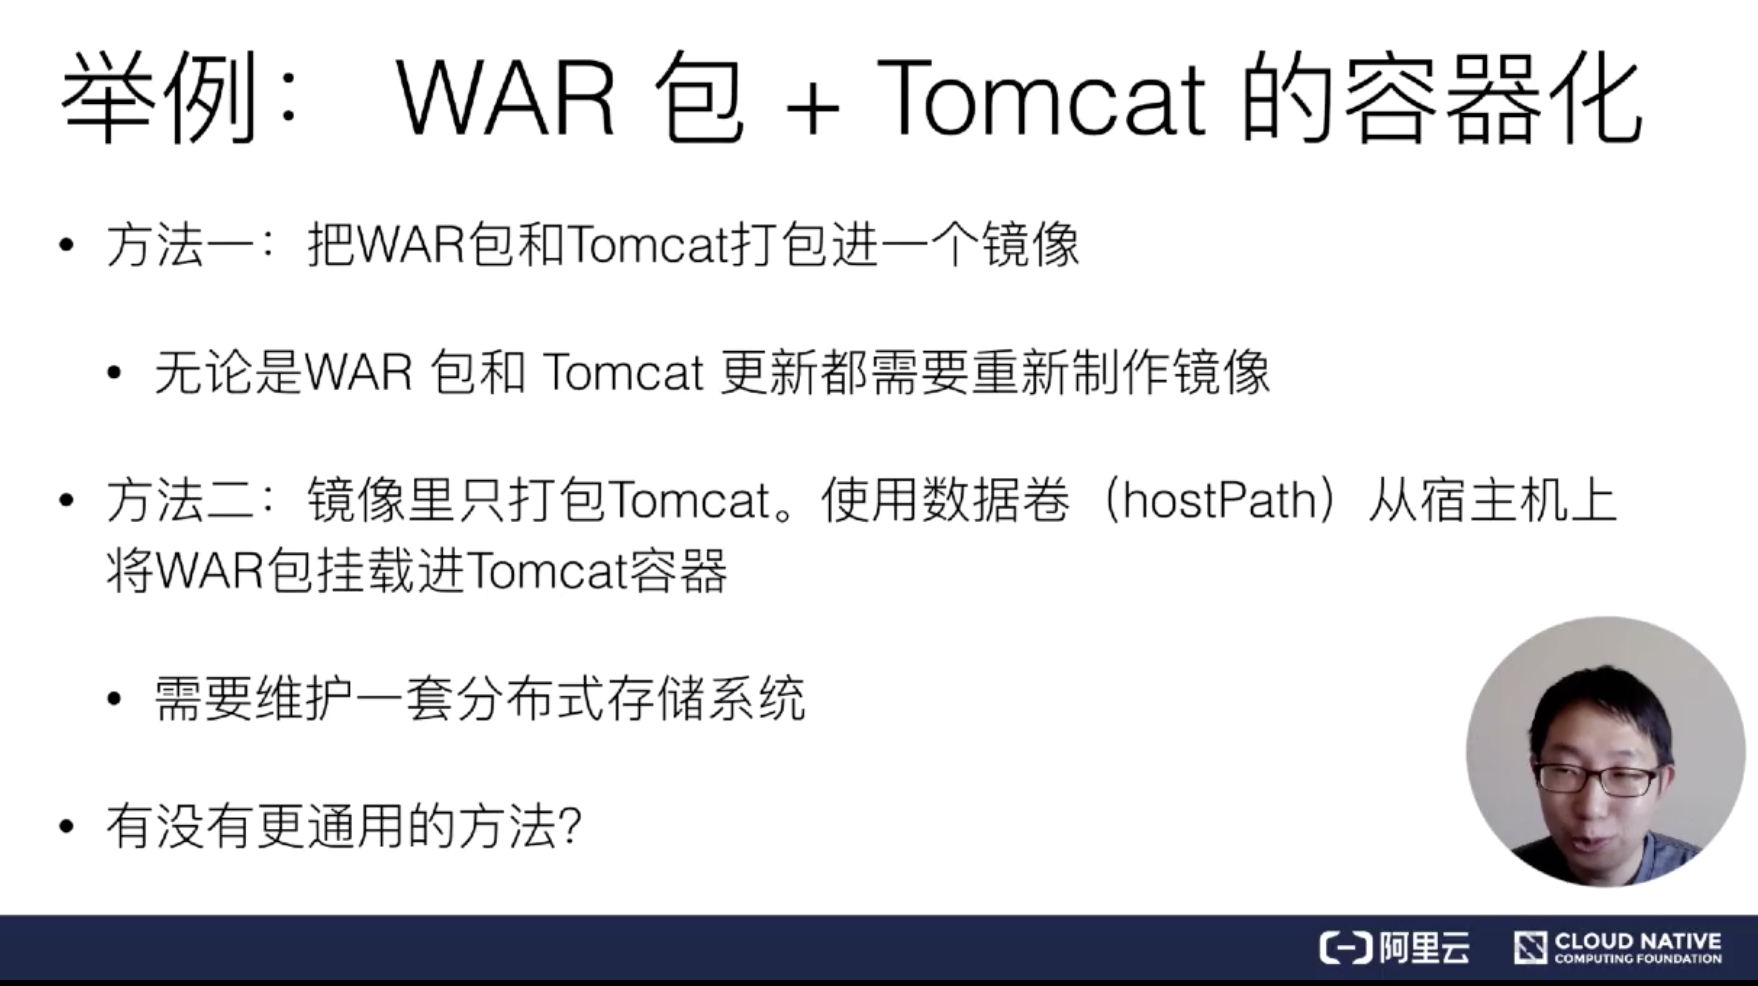 举例： WAR 包 + Tomcat 的容器化
• 方法一：把WAR包和Tomcat打包进一个镜像
• 无论是WAR 包和 Tomcat 更新都需要重新制作镜像
• 方法二：镜像里只打包Tomcat。使用数据卷（hostPath）从宿主机上
将WAR包挂载进Tomcat容器
• 需要维护一套分布式存储系统
• 有没有更通用的方法？
阿里云
CLOUD NATIVE
COMPUTING FOUNDATION